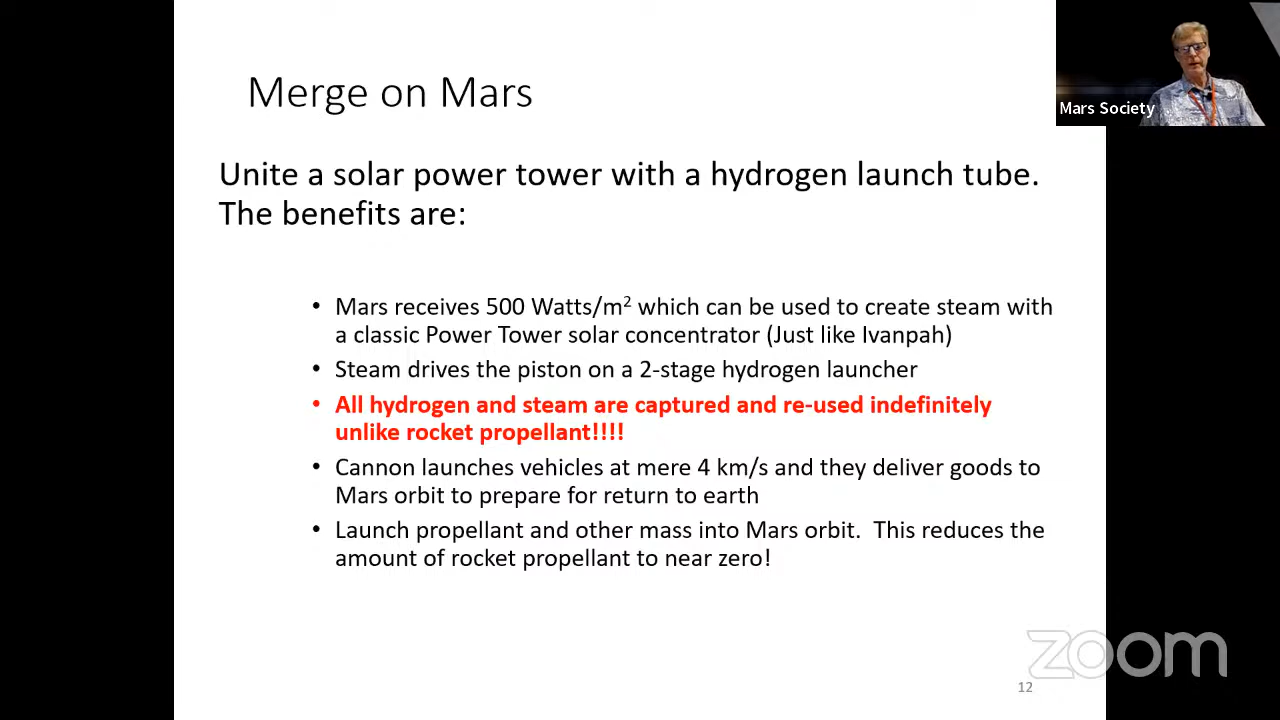 Merge on Mars
Mars Society
Unite a solar power tower with a hydrogen launch tube.
The benefits are:
• Mars receives 500 Watts/m² which can be used to create steam with
a classic Power Tower solar concentrator (Just like Ivanpah)
• Steam drives the piston on a 2-stage hydrogen launcher
• All hydrogen and steam are captured and re-used indefinitely
unlike rocket propellant!!!!
• Cannon launches vehicles at mere 4 km/s and they deliver goods to
Mars orbit to prepare for return to earth
• Launch propellant and other mass into Mars orbit.  This reduces the
amount of rocket propellant to near zero!
zoom
12